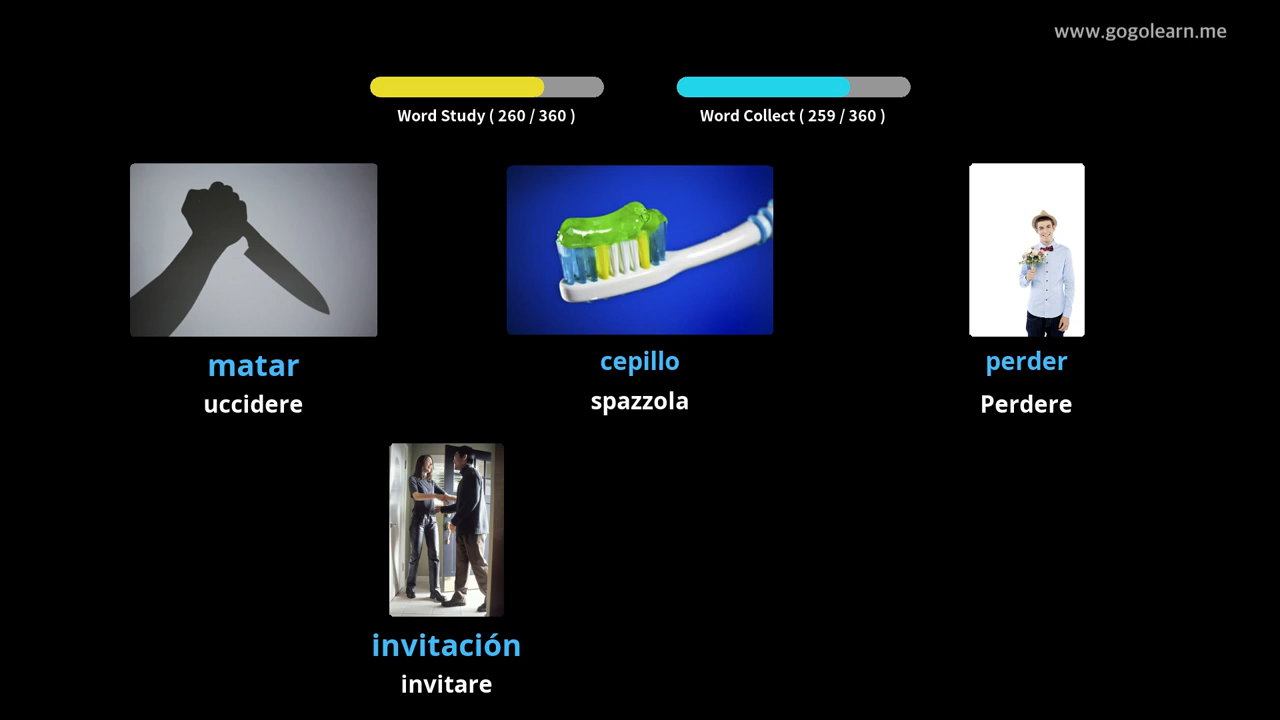 www.gogolearn.me
Word Study ( 260 / 360 )
Word Collect ( 259 / 360 )
matar
uccidere
cepillo
spazzola
perder
Perdere
invitación
invitare